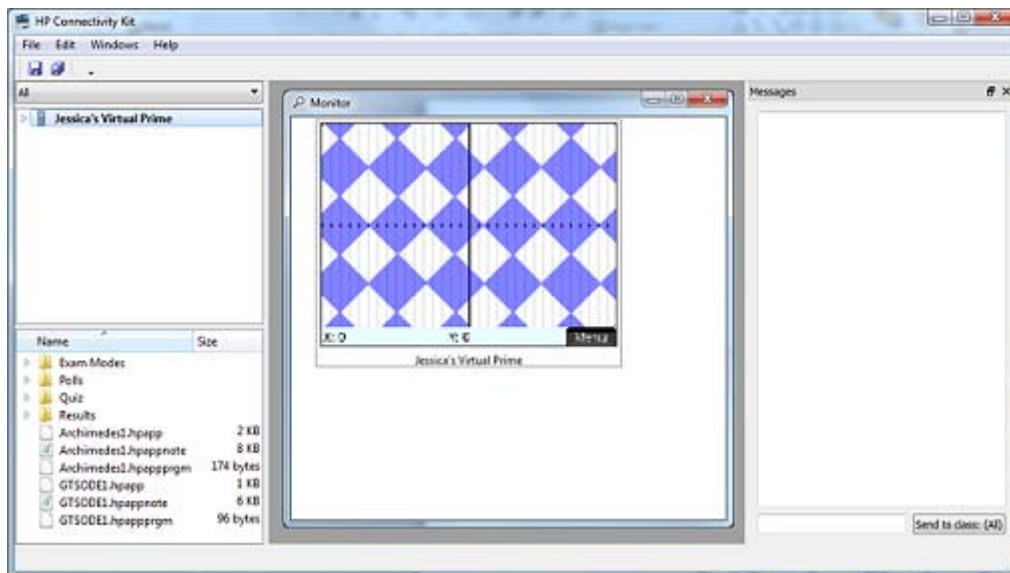 HP Connectivity Kit
File Edit Windows Help
All
Jessica's Virtual Prime
Name Size
Exam Modes
Polls
Quiz
Results
Archimedes1.hpapp 2 KB
Archimedes1.hpappnote 8 KB
Archimedes1.hpappprgm 174 bytes
GTSODE1.hpapp 1 KB
GTSODE1.hpappnote 6 KB
GTSODE1.hpappprgm 96 bytes
Monitor
X: 0 Menu
Jessica's Virtual Prime
Messages
Send to class: (All)